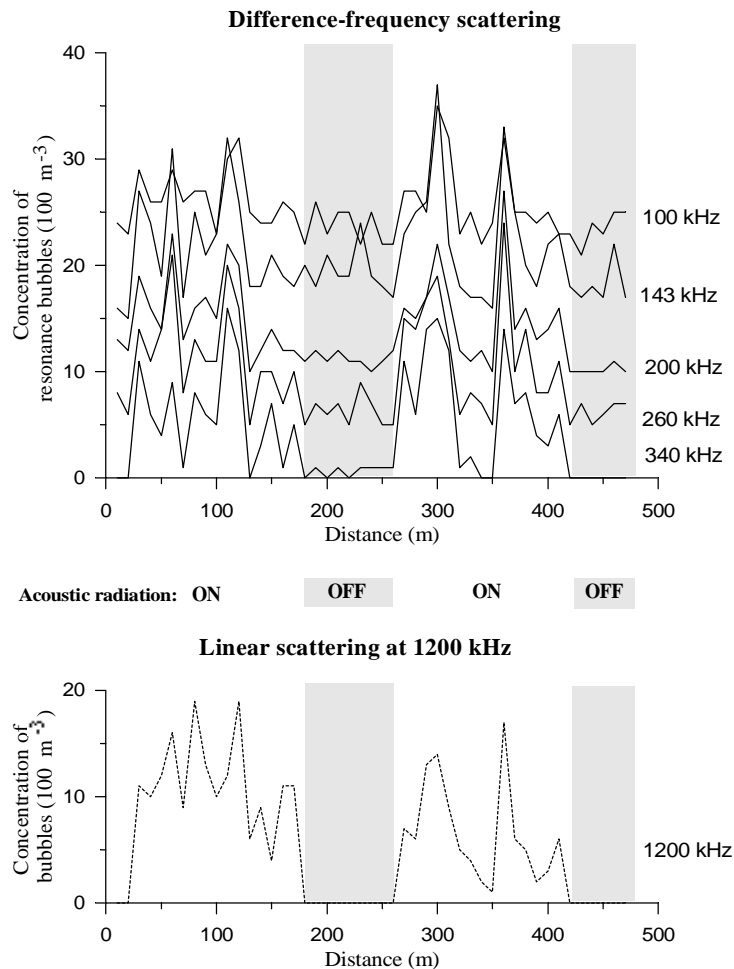 Difference-frequency scattering
40
30
20
10
0
Concentration of
resonance bubbles (100 m⁻³)
100 kHz
143 kHz
200 kHz
260 kHz
340 kHz
0 100 200 300 400 500
Distance (m)
Acoustic radiation: ON OFF ON OFF
Linear scattering at 1200 kHz
20
10
0
Concentration of
bubbles (100 m⁻³)
1200 kHz
0 100 200 300 400 500
Distance (m)